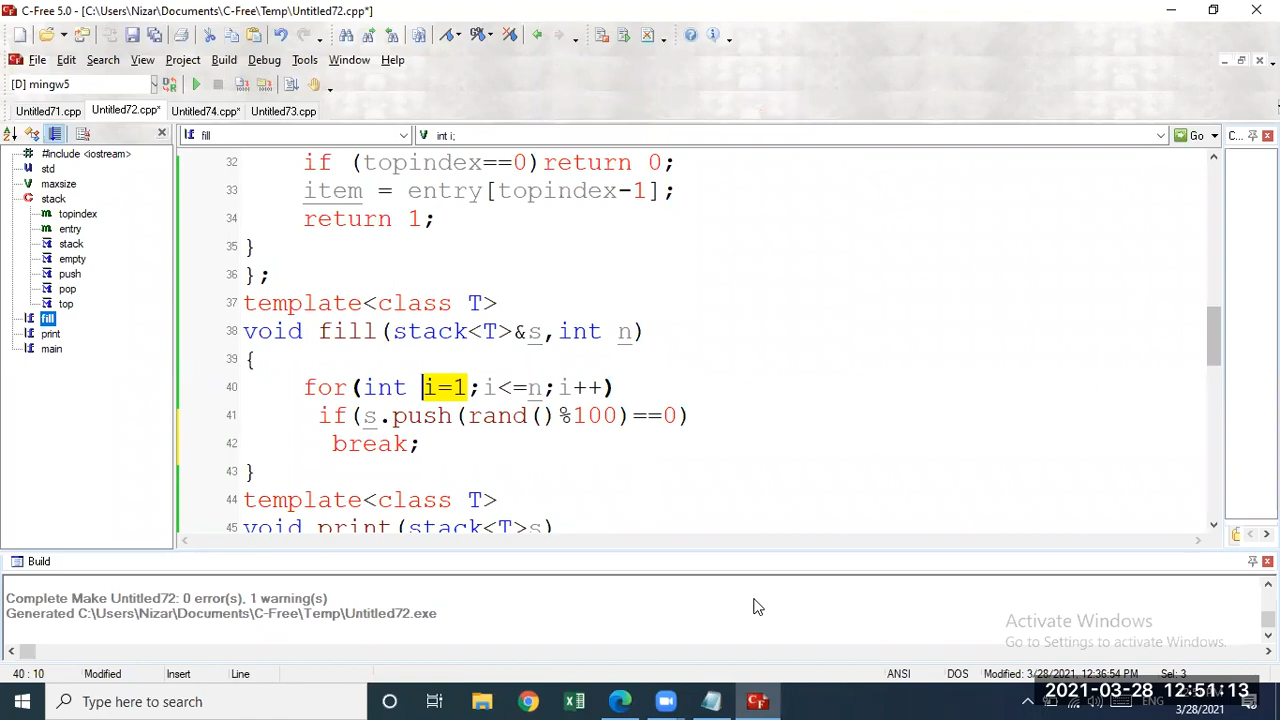 C-Free 5.0 - [C:\Users\Nizar\Documents\C-Free\Temp\Untitled72.cpp*]
File Edit Search View Project Build Debug Tools Window Help
[D] mingw5
Untitled71.cpp Untitled72.cpp* Untitled74.cpp* Untitled73.cpp
fill int i; Go C...
#include <iostream>
std
maxsize
stack
topindex
entry
stack
empty
push
pop
top
fill
print
main
32 if (topindex==0)return 0;
33 item = entry[topindex-1];
34 return 1;
35 }
36 };
37 template<class T>
38 void fill(stack<T>&s,int n)
39 {
40 for(int i=1;i<=n;i++)
41 if(s.push(rand()%100)==0)
42 break;
43 }
44 template<class T>
45 void print(stack<T>s)
Build
Complete Make Untitled72: 0 error(s), 1 warning(s)
Generated C:\Users\Nizar\Documents\C-Free\Temp\Untitled72.exe
Activate Windows
Go to Settings to activate Windows.
40 : 10 Modified Insert Line ANSI DOS Modified: 3/28/2021, 12:36:54 PM Sel: 3
Type here to search
2021-03-28 12:51:13
ENG
3/28/2021